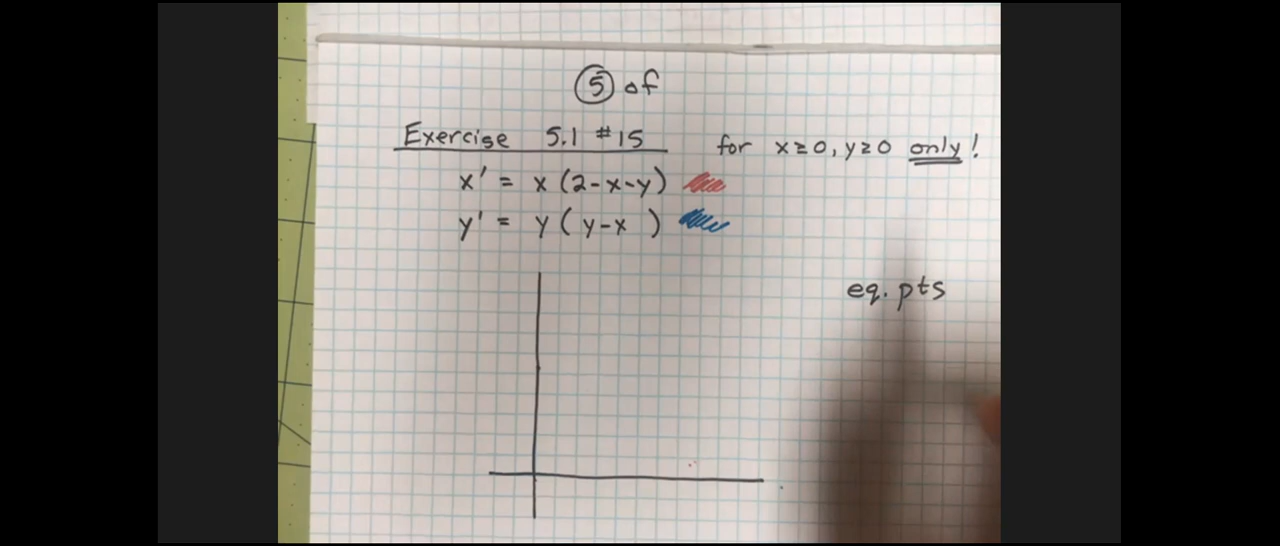 ⑤ of
Exercise 5.1 #15 for x≥0, y≥0 only!
x' = x (2-x-y)
y' = y ( y-x )
eq. pts